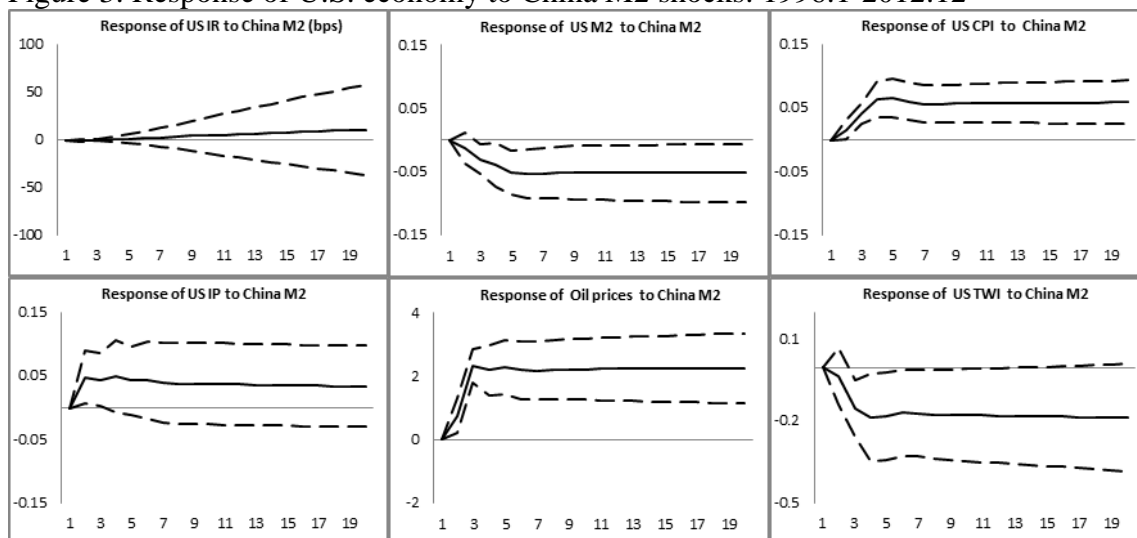 Response of U.S. economy to China M2 shocks:
Response of US IR to China M2 (bps)
100
50
0
-50
-100
1 3 5 7 9 11 13 15 17 19
Response of US M2 to China M2
0.15
0.05
-0.05
-0.15
1 3 5 7 9 11 13 15 17 19
Response of US CPI to China M2
0.15
0.05
-0.05
-0.15
1 3 5 7 9 11 13 15 17 19
Response of US IP to China M2
0.15
0.05
-0.05
-0.15
1 3 5 7 9 11 13 15 17 19
Response of Oil prices to China M2
4
2
0
-2
1 3 5 7 9 11 13 15 17 19
Response of US TWI to China M2
0.1
-0.2
-0.5
1 3 5 7 9 11 13 15 17 19